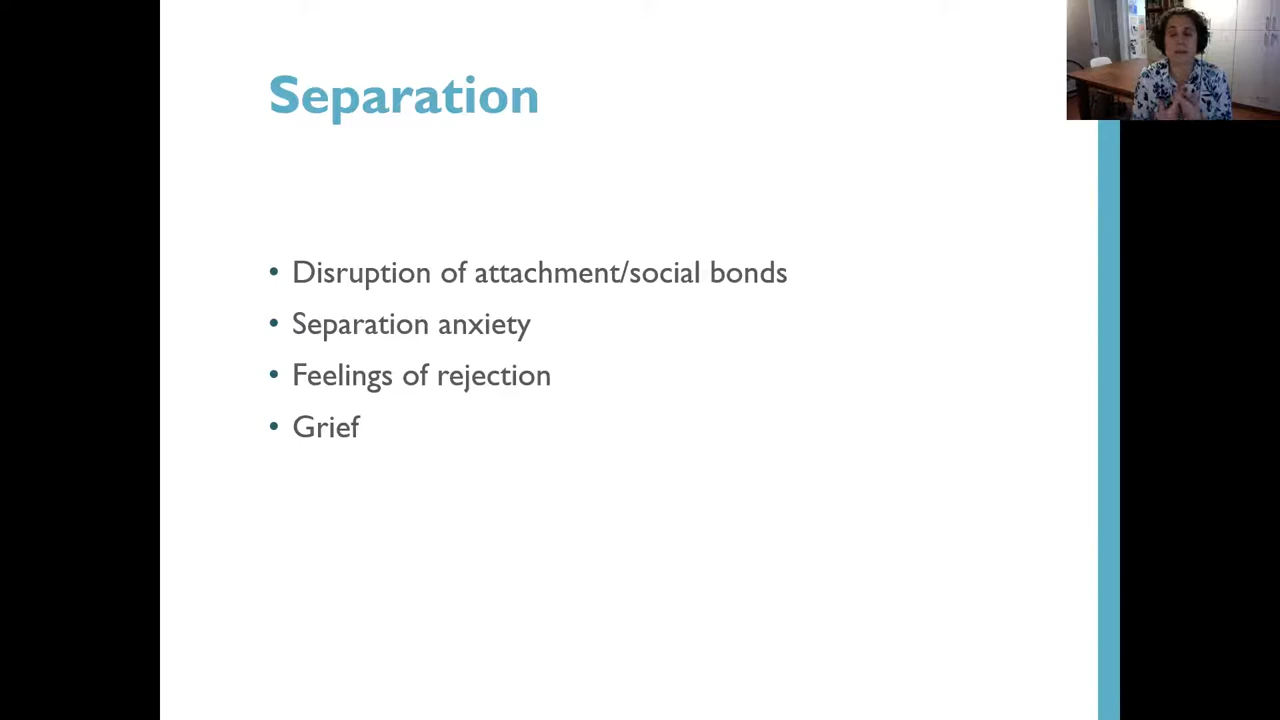 Separation
• Disruption of attachment/social bonds
• Separation anxiety
• Feelings of rejection
• Grief